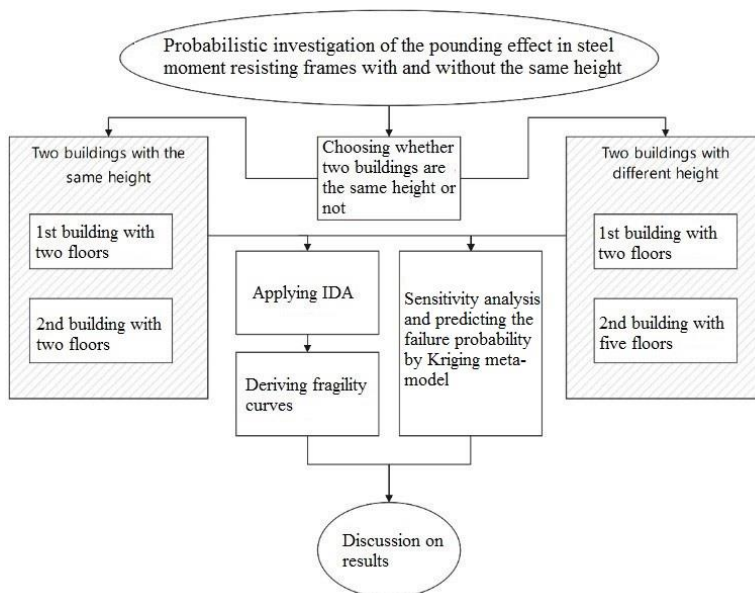 Probabilistic investigation of the pounding effect in steel
moment resisting frames with and without the same height
Two buildings with the
same height
1st building with
two floors
2nd building with
two floors
Choosing whether
two buildings are
the same height or
not
Two buildings with
different height
1st building with
two floors
2nd building with
five floors
Applying IDA
Deriving fragility
curves
Sensitivity analysis
and predicting the
failure probability
by Kriging meta-
model
Discussion on
results